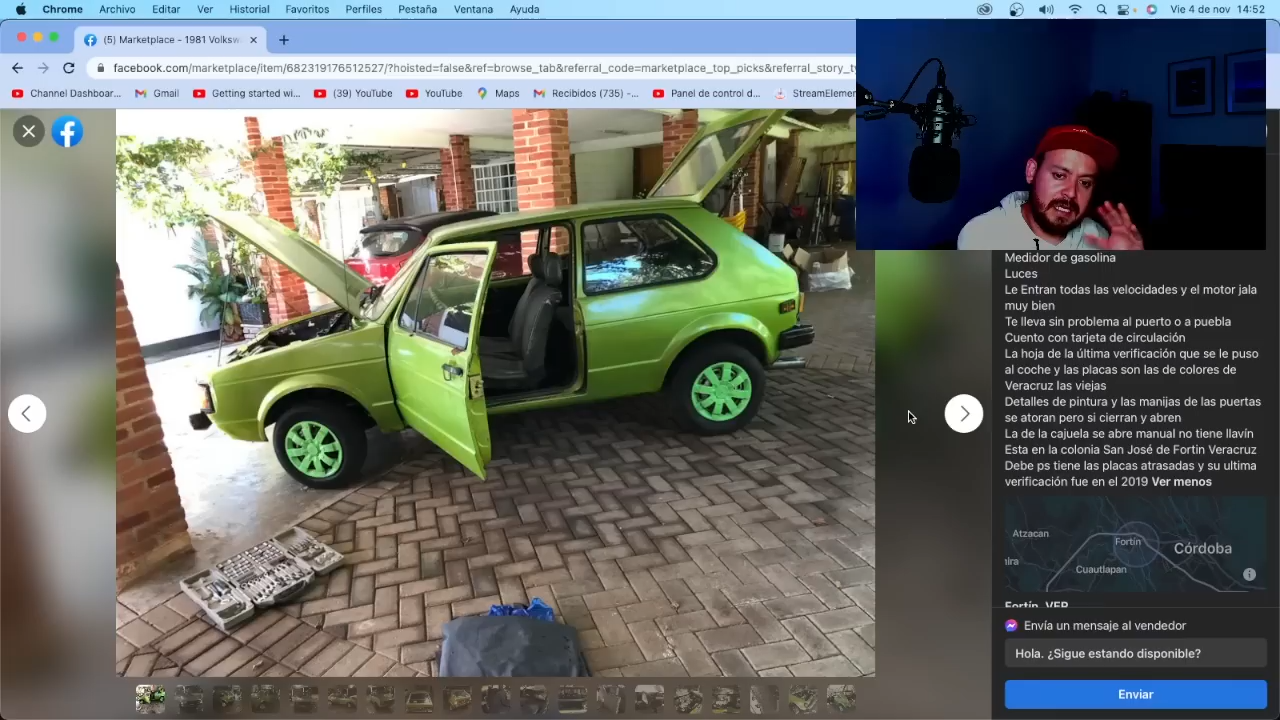 Chrome Archivo Editar Ver Historial Favoritos Perfiles Pestaña Ventana Ayuda
Vie 4 de nov 14:52
(5) Marketplace - 1981 Volksw
facebook.com/marketplace/item/682319176512527/?hoisted=false&ref=browse_tab&referral_code=marketplace_top_picks&referral_story_ty
Channel Dashboar... Gmail Getting started wi... (39) YouTube YouTube Maps Recibidos (735) -... Panel de control d... StreamElemen
Medidor de gasolina
Luces
Le Entran todas las velocidades y el motor jala
muy bien
Te lleva sin problema al puerto o a puebla
Cuento con tarjeta de circulación
La hoja de la última verificación que se le puso
al coche y las placas son las de colores de
Veracruz las viejas
Detalles de pintura y las manijas de las puertas
se atoran pero si cierran y abren
La de la cajuela se abre manual no tiene llavín
Esta en la colonia San José de Fortin Veracruz
Debe ps tiene las placas atrasadas y su ultima
verificación fue en el 2019 Ver menos
Atzacan
Fortín
Córdoba
Cuautlapan
Fortín, VER
Envía un mensaje al vendedor
Hola. ¿Sigue estando disponible?
Enviar